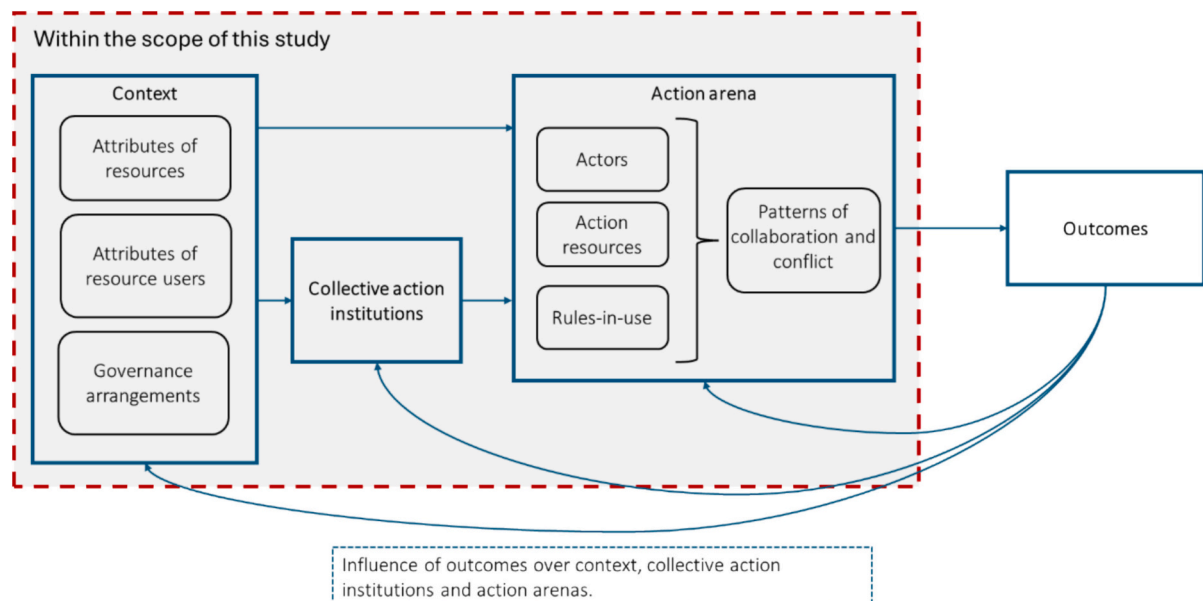 Within the scope of this study
Context
Attributes of
resources
Attributes of
resource users
Governance
arrangements
Collective action
institutions
Action arena
Actors
Action
resources
Rules-in-use
Patterns of
collaboration and
conflict
Outcomes
Influence of outcomes over context, collective action
institutions and action arenas.